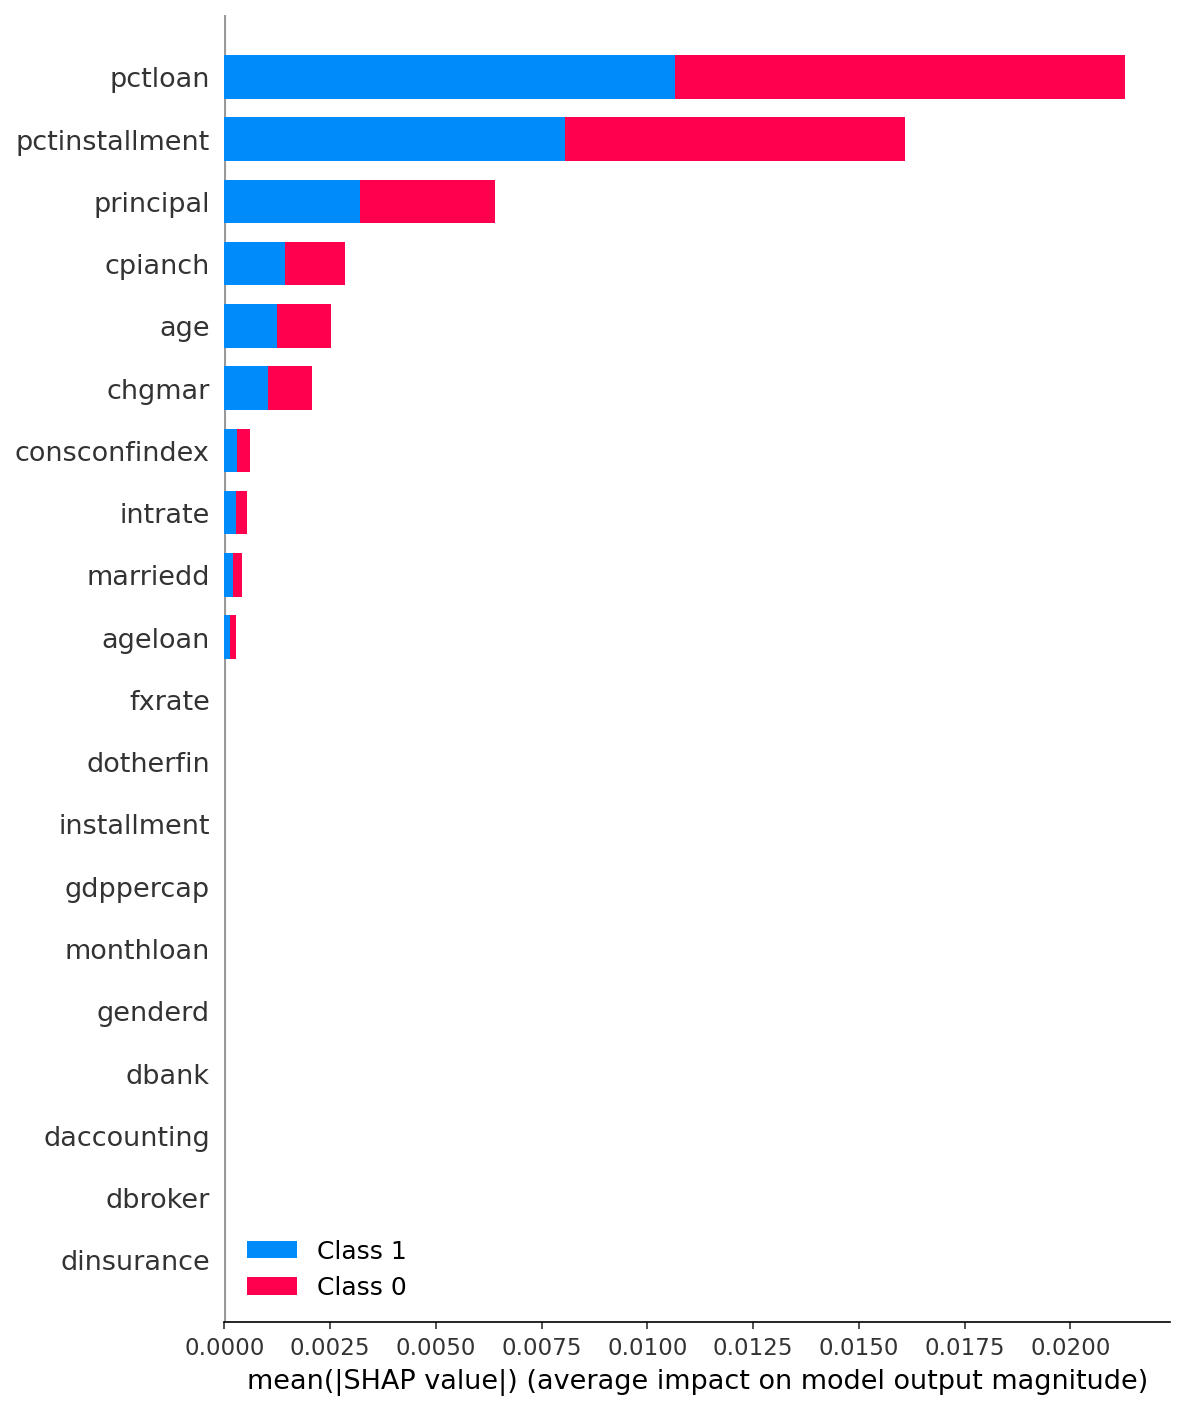 pctloan
pctinstallment
principal
cpianch
age
chgmar
consconfindex
intrate
marriedd
ageloan
fxrate
dotherfin
installment
gdppercap
monthloan
genderd
dbank
daccounting
dbroker
dinsurance
Class 1
Class 0
0.0000 0.0025 0.0050 0.0075 0.0100 0.0125 0.0150 0.0175 0.0200
mean(|SHAP value|) (average impact on model output magnitude)